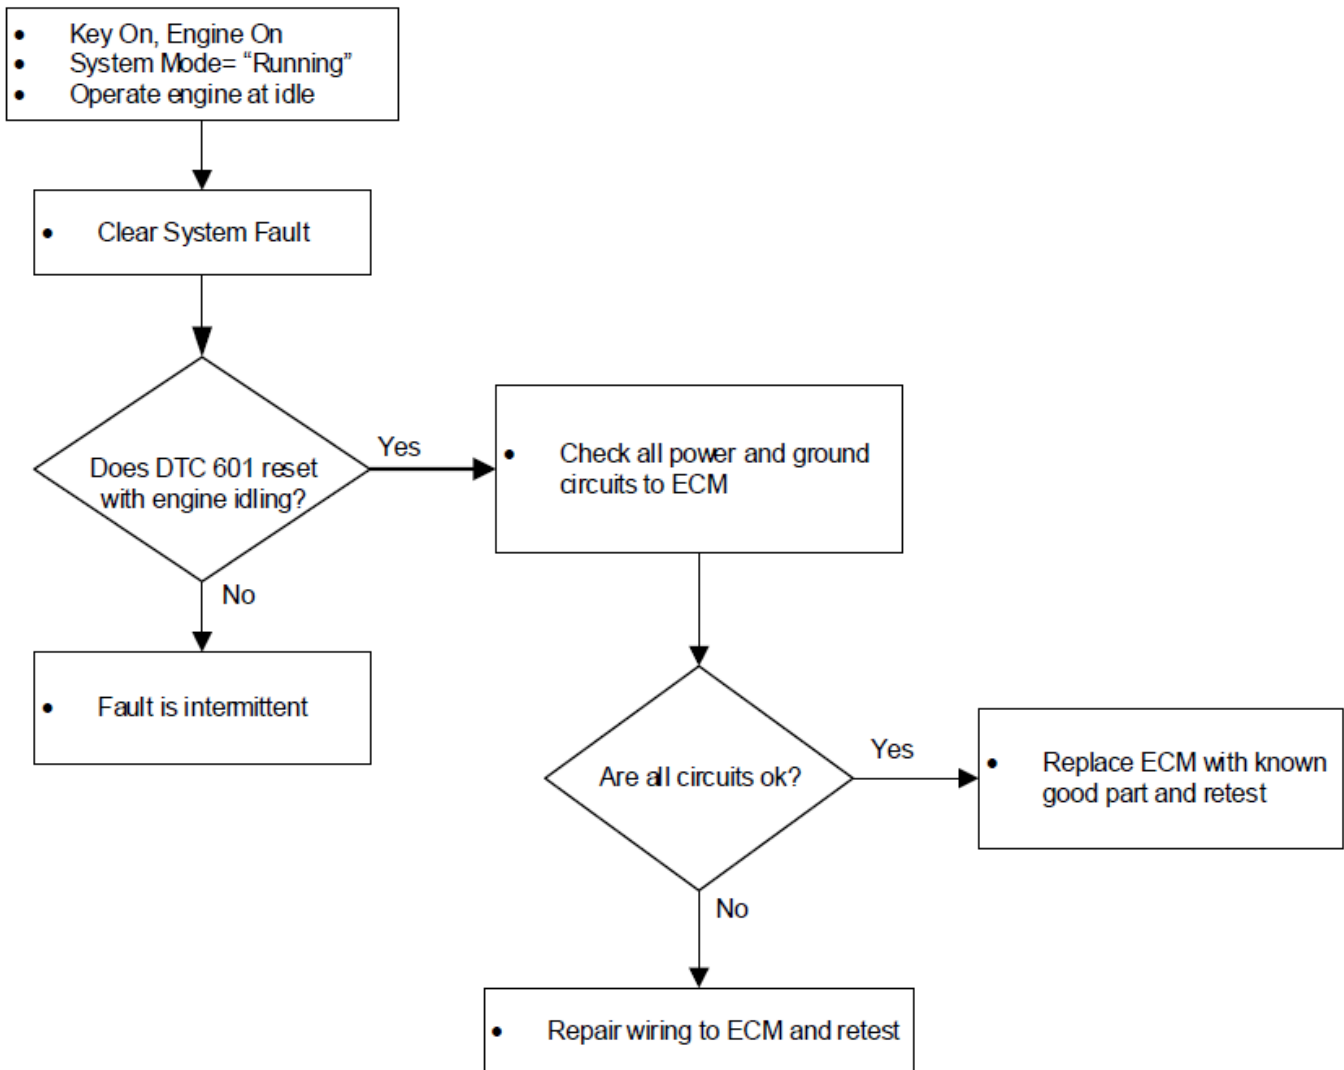 • Key On, Engine On
• System Mode= “Running”
• Operate engine at idle
• Clear System Fault
Does DTC 601 reset
with engine idling?
Yes
• Check all power and ground
circuits to ECM
No
• Fault is intermittent
Are all circuits ok?
Yes
• Replace ECM with known
good part and retest
No
• Repair wiring to ECM and retest